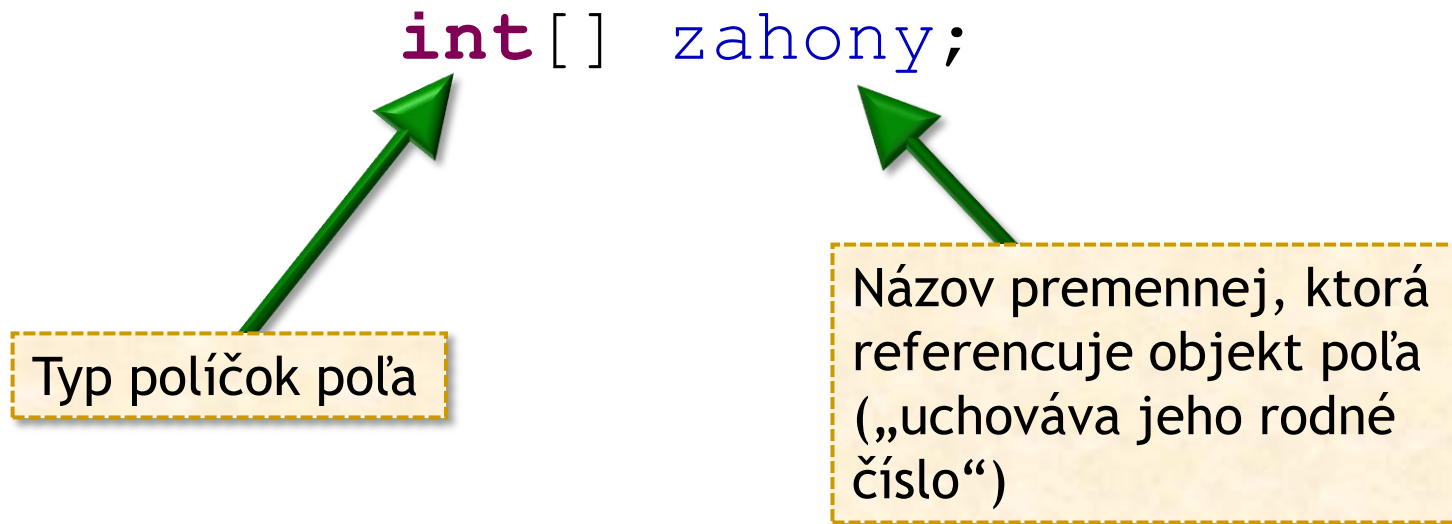 int[] zahony;
Typ políčok poľa
Názov premennej, ktorá
referencuje objekt poľa
(„uchováva jeho rodné
číslo“)